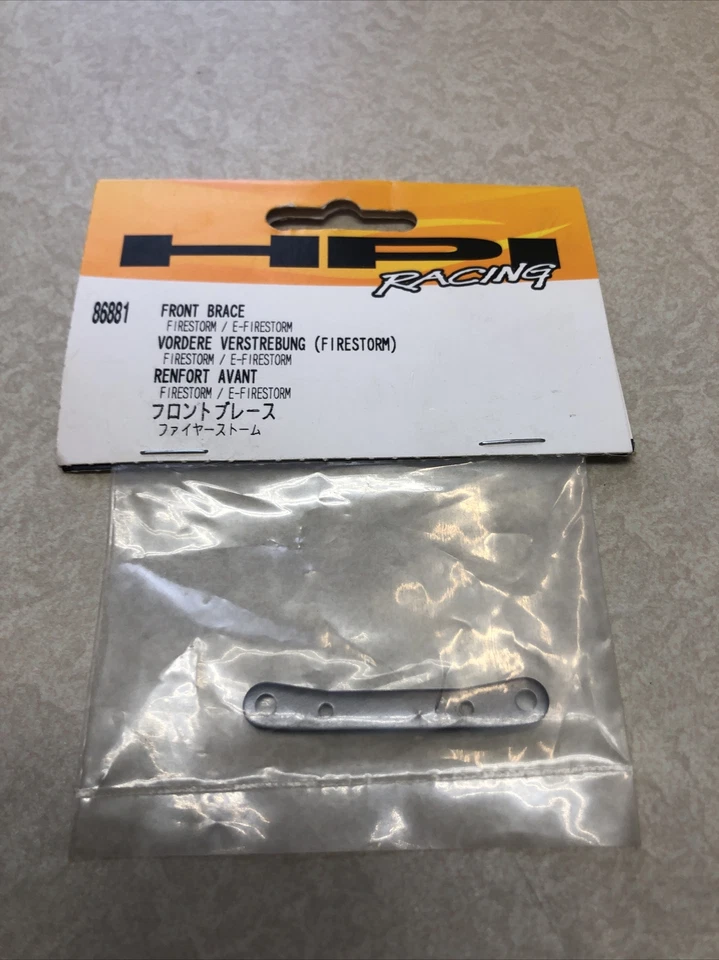 HPI
RACING
86881 FRONT BRACE
FIRESTORM / E-FIRESTORM
VORDERE VERSTREBUNG (FIRESTORM)
FIRESTORM / E-FIRESTORM
RENFORT AVANT
FIRESTORM / E-FIRESTORM
フロントブレース
ファイヤーストーム